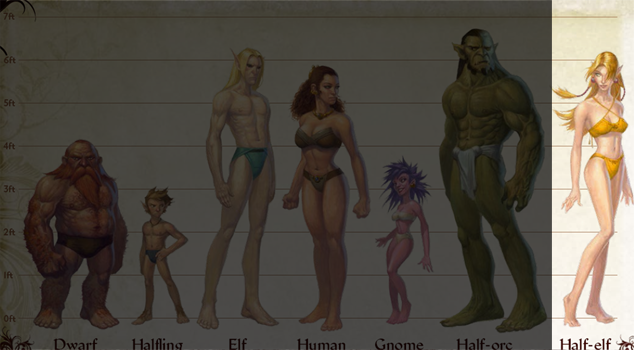 7ft
6ft
5ft
4ft
3ft
2ft
1ft
0ft
Dwarf Halfling Elf Human Gnome Half-orc Half-elf